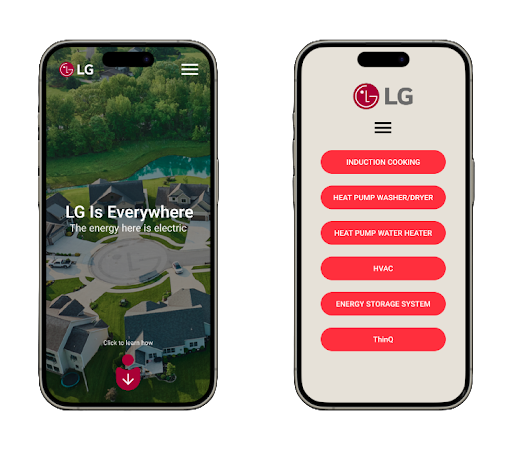 LG
LG Is Everywhere
The energy here is electric
Click to learn how
LG
INDUCTION COOKING
HEAT PUMP WASHER/DRYER
HEAT PUMP WATER HEATER
HVAC
ENERGY STORAGE SYSTEM
ThinQ